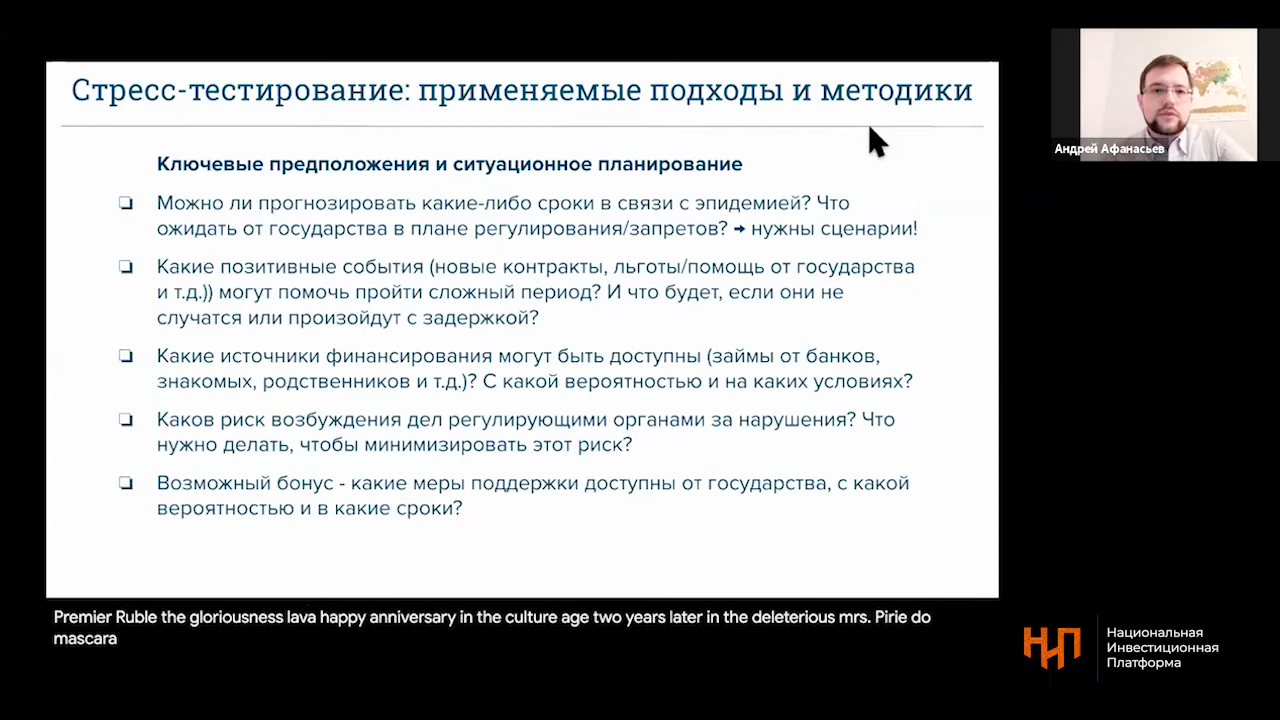 Стресс-тестирование: применяемые подходы и методики
Андрей Афанасьев
Ключевые предположения и ситуационное планирование
Можно ли прогнозировать какие-либо сроки в связи с эпидемией? Что
ожидать от государства в плане регулирования/запретов? → нужны сценарии!
Какие позитивные события (новые контракты, льготы/помощь от государства
и т.д.)) могут помочь пройти сложный период? И что будет, если они не
случатся или произойдут с задержкой?
Какие источники финансирования могут быть доступны (займы от банков,
знакомых, родственников и т.д.)? С какой вероятностью и на каких условиях?
Каков риск возбуждения дел регулирующими органами за нарушения? Что
нужно делать, чтобы минимизировать этот риск?
Возможный бонус - какие меры поддержки доступны от государства, с какой
вероятностью и в какие сроки?
Premier Ruble the gloriousness lava happy anniversary in the culture age two years later in the deleterious mrs. Pirie do
mascara
НИП
Национальная
Инвестиционная
Платформа